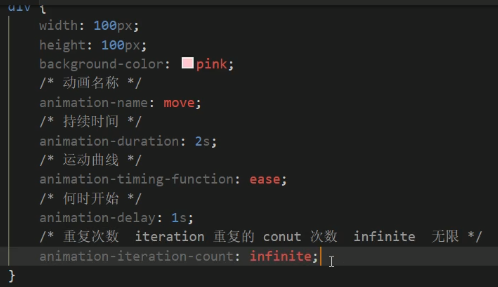 div {
width: 100px;
height: 100px;
background-color: pink;
/* 动画名称 */
animation-name: move;
/* 持续时间 */
animation-duration: 2s;
/* 运动曲线 */
animation-timing-function: ease;
/* 何时开始 */
animation-delay: 1s;
/* 重复次数 iteration 重复的 conut 次数 infinite 无限 */
animation-iteration-count: infinite;
}